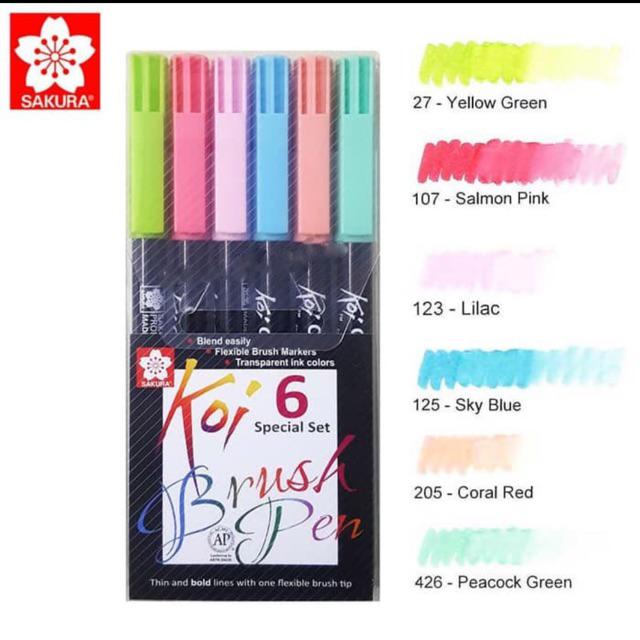 SAKURA
27 - Yellow Green
107 - Salmon Pink
123 - Lilac
125 - Sky Blue
205 - Coral Red
426 - Peacock Green
Koi
Koi
Blend easily
Flexible Brush Markers
Transparent ink colors
SAKURA
Koi
6
Special Set
Brush
Pen
AP
Thin and bold lines with one flexible brush tip